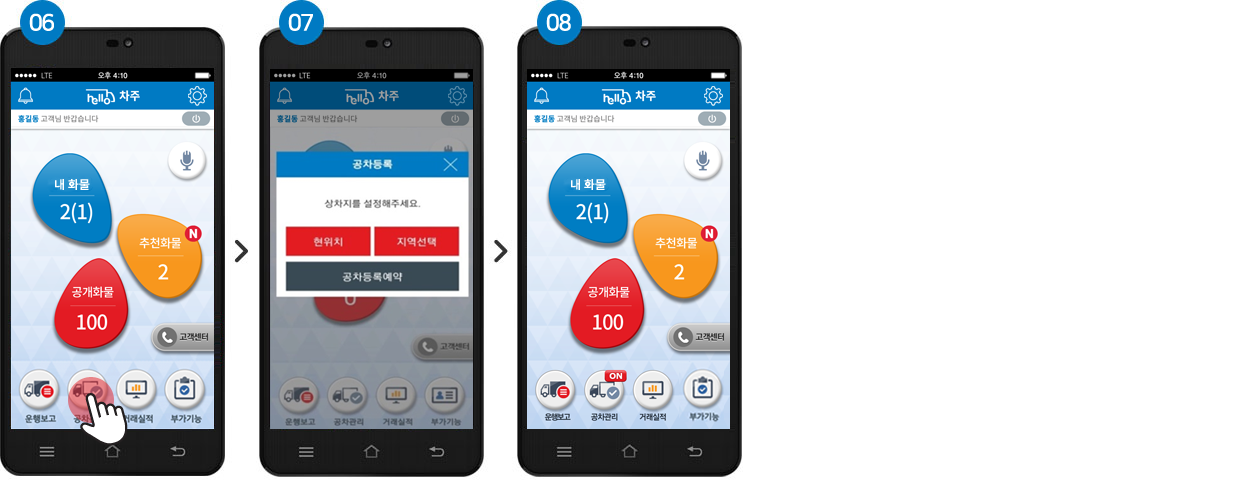 06
LTE
오후 4:10
hello 차주
홍길동 고객님 반갑습니다
내 화물
2(1)
추천화물
N
2
공개화물
100
고객센터
운행보고
공차
거래실적
부가기능
07
LTE
오후 4:10
hello 차주
홍길동 고객님 반갑습니다
공차등록
상차지를 설정해주세요.
현위치
지역선택
공차등록예약
0
고객센터
운행보고
공차관리
거래실적
부가기능
08
LTE
오후 4:10
hello 차주
홍길동 고객님 반갑습니다
내 화물
2(1)
추천화물
N
2
공개화물
100
고객센터
ON
운행보고
공차관리
거래실적
부가기능